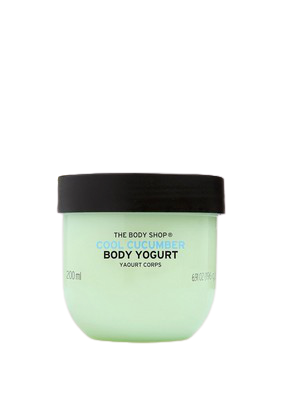 THE BODY SHOP®
COOL CUCUMBER
BODY YOGURT
YAOURT CORPS
200 ml